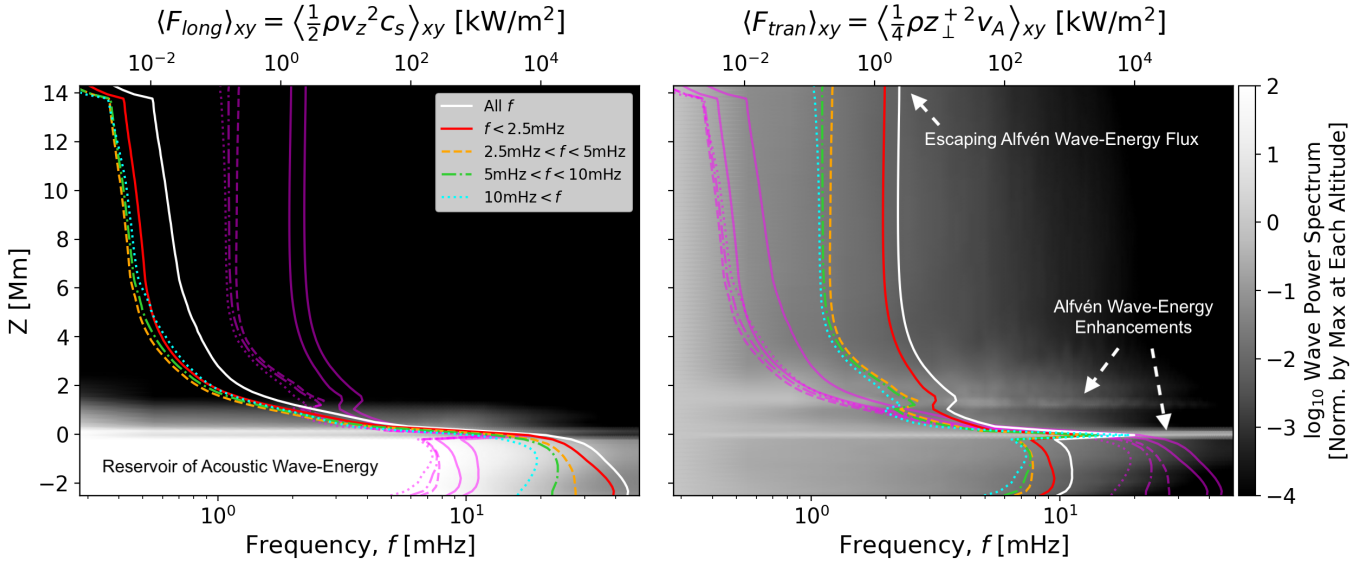 ⟨F_long⟩_xy = ⟨½ρv_z²c_s⟩_xy [kW/m²]
10⁻² 10⁰ 10² 10⁴
14
12
10
8
6
4
2
0
−2
Z [Mm]
All f
f < 2.5mHz
2.5mHz < f < 5mHz
5mHz < f < 10mHz
10mHz < f
Reservoir of Acoustic Wave-Energy
10⁰ 10¹
Frequency, f [mHz]
⟨F_tran⟩_xy = ⟨¼ρz_⊥⁺²v_A⟩_xy [kW/m²]
10⁻² 10⁰ 10² 10⁴
Escaping Alfvén Wave-Energy Flux
Alfvén Wave-Energy
Enhancements
10⁰ 10¹
Frequency, f [mHz]
2
1
0
−1
−2
−3
−4
log₁₀ Wave Power Spectrum
[Norm. by Max at Each Altitude]